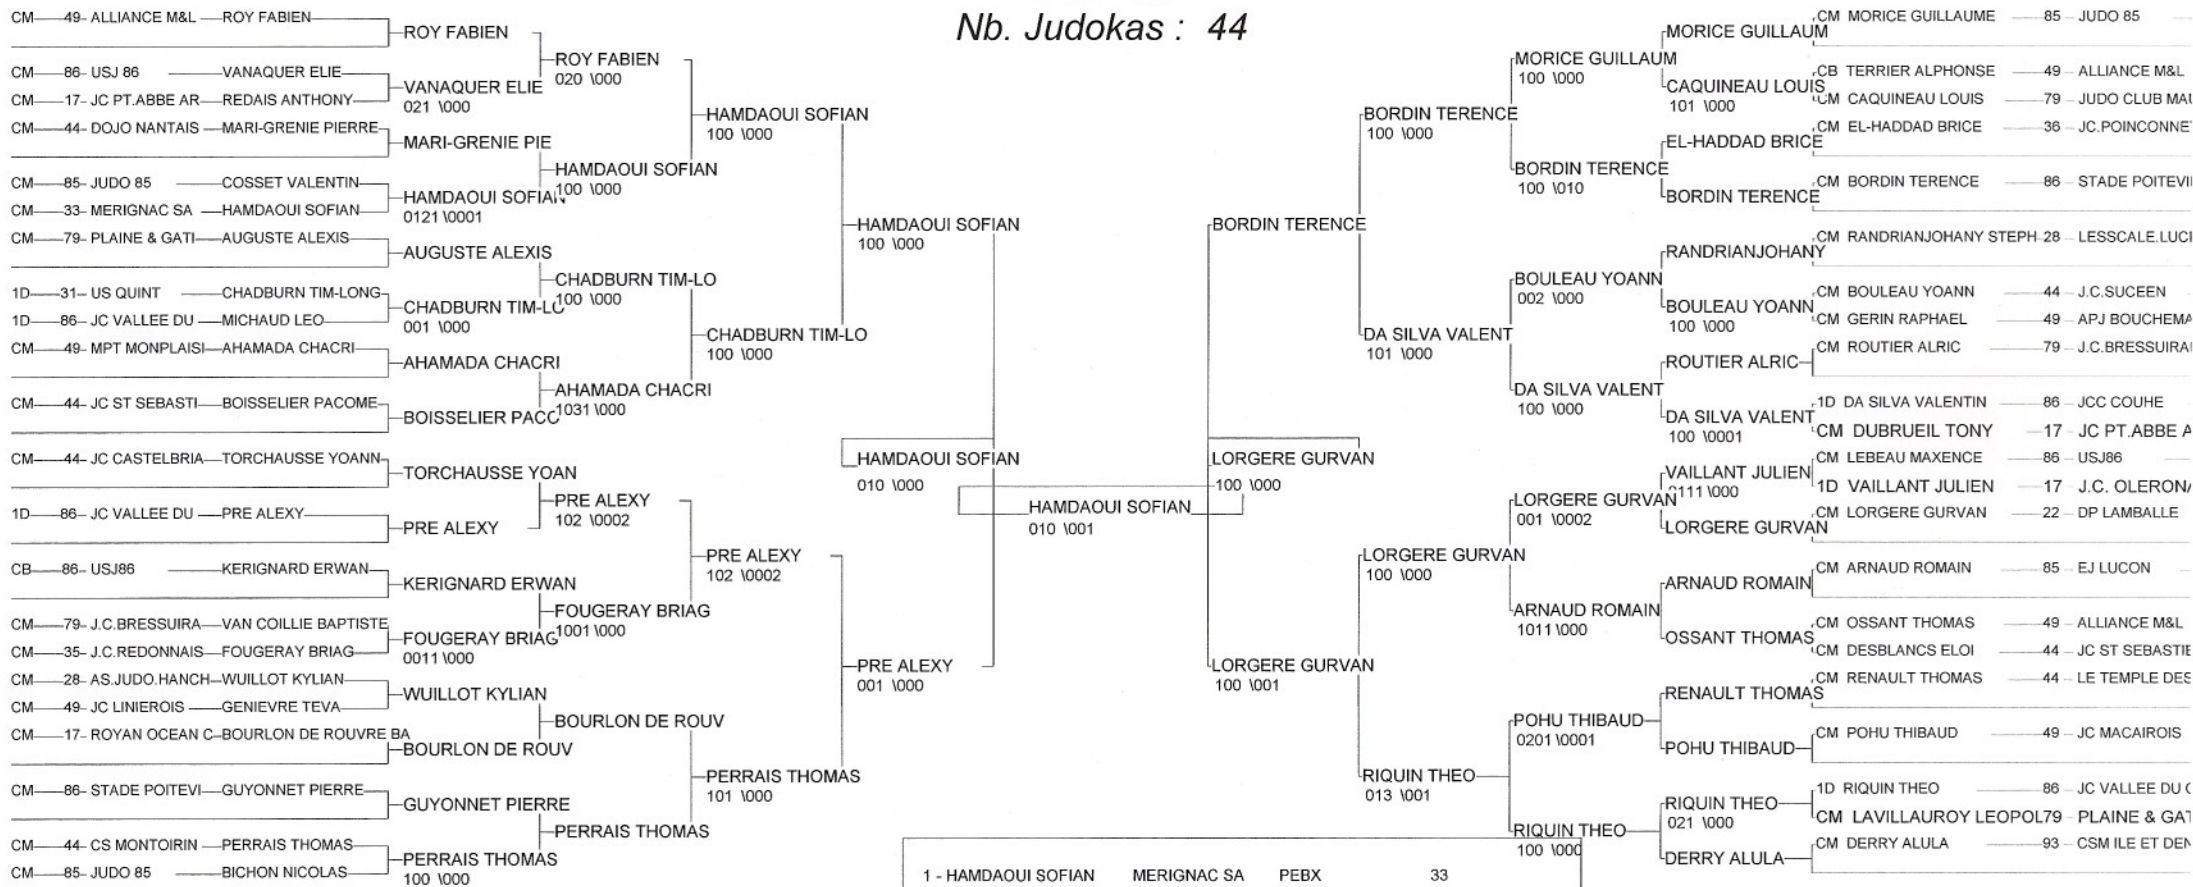 Nb. Judokas : 44
CM 49 ALLIANCE M&L ROY FABIEN
CM 86 USJ 86 VANAQUER ELIE
CM 17 JC PT.ABBE AR REDAIS ANTHONY
CM 44 DOJO NANTAIS MARI-GRENIE PIERRE
CM 85 JUDO 85 COSSET VALENTIN
CM 33 MERIGNAC SA HAMDAOUI SOFIAN
CM 79 PLAINE & GATI AUGUSTE ALEXIS
1D 31 US QUINT CHADBURN TIM-LONG
1D 86 JC VALLEE DU MICHAUD LEO
CM 49 MPT MONPLAISI AHAMADA CHACRI
CM 44 JC ST SEBASTI BOISSELIER PACOME
CM 44 JC CASTELBRIA TORCHAUSSE YOANN
1D 86 JC VALLEE DU PRE ALEXY
CB 86 USJ86 KERIGNARD ERWAN
CM 79 J.C.BRESSUIRA VAN COILLIE BAPTISTE
CM 35 J.C.REDONNAIS FOUGERAY BRIAG
CM 28 AS.JUDO.HANCH WUILLOT KYLIAN
CM 49 JC LINIEROIS GENIEVRE TEVA
CM 17 ROYAN OCEAN C BOURLON DE ROUVRE BA
CM 86 STADE POITEVI GUYONNET PIERRE
CM 44 CS MONTOIRIN PERRAIS THOMAS
CM 85 JUDO 85 BICHON NICOLAS
ROY FABIEN
VANAQUER ELIE
021 \000
MARI-GRENIE PIE
HAMDAOUI SOFIAN
0121 \0001
AUGUSTE ALEXIS
CHADBURN TIM-LO
001 \000
AHAMADA CHACRI
BOISSELIER PACO
TORCHAUSSE YOAN
PRE ALEXY
KERIGNARD ERWAN
FOUGERAY BRIAG
0011 \000
WUILLOT KYLIAN
BOURLON DE ROUV
GUYONNET PIERRE
PERRAIS THOMAS
100 \000
ROY FABIEN
020 \000
HAMDAOUI SOFIAN
100 \000
CHADBURN TIM-LO
100 \000
AHAMADA CHACRI
1031 \000
PRE ALEXY
102 \0002
FOUGERAY BRIAG
1001 \000
BOURLON DE ROUV
PERRAIS THOMAS
HAMDAOUI SOFIAN
100 \000
CHADBURN TIM-LO
100 \000
PRE ALEXY
102 \0002
PERRAIS THOMAS
101 \000
HAMDAOUI SOFIAN
100 \000
PRE ALEXY
001 \000
HAMDAOUI SOFIAN
010 \000
HAMDAOUI SOFIAN
010 \001
LORGERE GURVAN
100 \000
BORDIN TERENCE
LORGERE GURVAN
100 \001
BORDIN TERENCE
100 \000
DA SILVA VALENT
101 \000
LORGERE GURVAN
100 \000
RIQUIN THEO
013 \001
MORICE GUILLAUM
100 \000
BORDIN TERENCE
100 \010
BOULEAU YOANN
002 \000
DA SILVA VALENT
100 \000
LORGERE GURVAN
001 \0002
ARNAUD ROMAIN
1011 \000
POHU THIBAUD
0201 \0001
RIQUIN THEO
100 \000
MORICE GUILLAUM
CAQUINEAU LOUIS
101 \000
EL-HADDAD BRICE
BORDIN TERENCE
RANDRIANJOHANY
BOULEAU YOANN
100 \000
ROUTIER ALRIC
DA SILVA VALENT
100 \0001
VAILLANT JULIEN
0111 \000
LORGERE GURVAN
ARNAUD ROMAIN
OSSANT THOMAS
RENAULT THOMAS
POHU THIBAUD
RIQUIN THEO
021 \000
DERRY ALULA
CM MORICE GUILLAUME 85 JUDO 85
CB TERRIER ALPHONSE 49 ALLIANCE M&L
CM CAQUINEAU LOUIS 79 JUDO CLUB MAU
CM EL-HADDAD BRICE 36 JC.POINCONNET
CM BORDIN TERENCE 86 STADE POITEVI
CM RANDRIANJOHANY STEPH 28 LESSCALE.LUC
CM BOULEAU YOANN 44 J.C.SUCEEN
CM GERIN RAPHAEL 49 APJ BOUCHEMA
CM ROUTIER ALRIC 79 J.C.BRESSUIRA
1D DA SILVA VALENTIN 86 JCC COUHE
CM DUBRUEIL TONY 17 JC PT.ABBE A
CM LEBEAU MAXENCE 86 USJ86
1D VAILLANT JULIEN 17 J.C. OLERON
CM LORGERE GURVAN 22 DP LAMBALLE
CM ARNAUD ROMAIN 85 EJ LUCON
CM OSSANT THOMAS 49 ALLIANCE M&L
CM DESBLANCS ELOI 44 JC ST SEBASTIE
CM RENAULT THOMAS 44 LE TEMPLE DES
CM POHU THIBAUD 49 JC MACAIROIS
1D RIQUIN THEO 86 JC VALLEE DU C
CM LAVILLAUROY LEOPOL 79 PLAINE & GAT
CM DERRY ALULA 93 CSM ILE ET DEN
1 - HAMDAOUI SOFIAN MERIGNAC SA PEBX 33